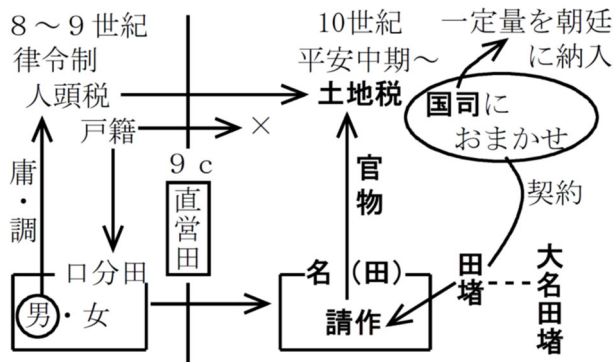 ８～９世紀
律令制
人頭税
戸籍
×
庸・調
口分田
男・女
９ｃ
直営田
10世紀
平安中期～
土地税
官物
名（田）
請作
一定量を朝廷
に納入
国司に
おまかせ
契約
田堵
大名田堵